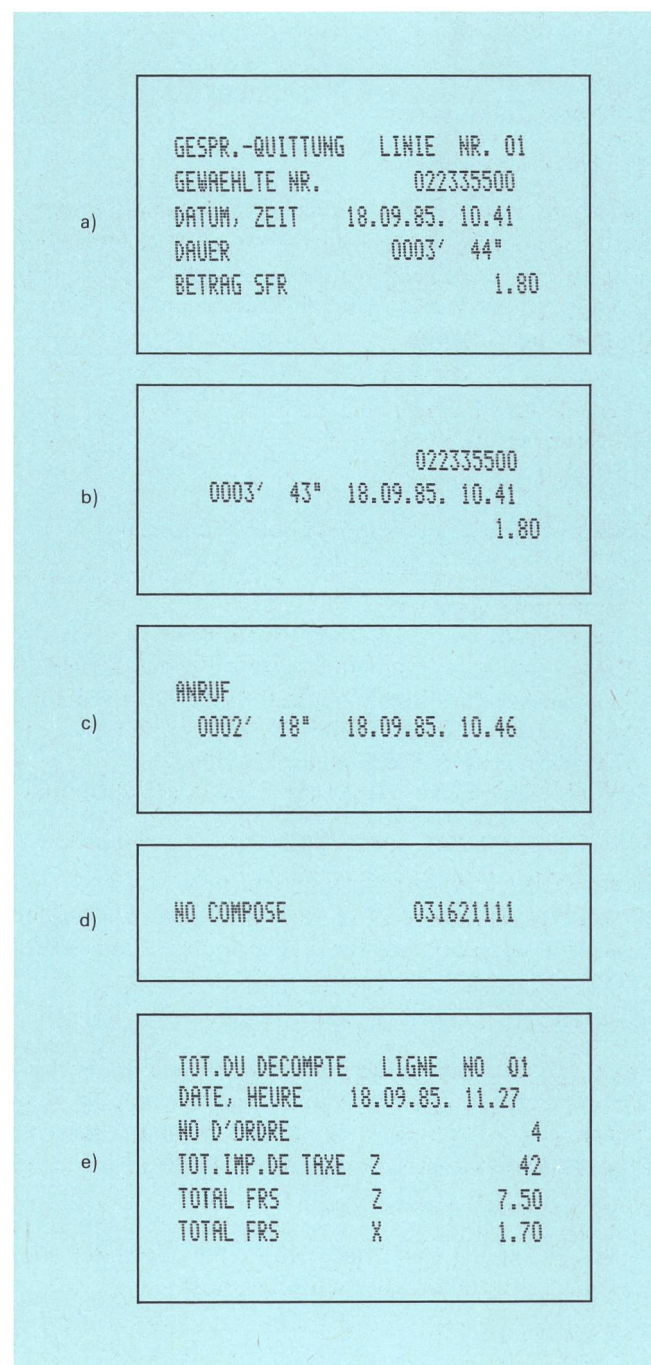 a)
GESPR.-QUITTUNG LINIE NR. 01
GEWAEHLTE NR. 022335500
DATUM, ZEIT 18.09.85. 10.41
DAUER 0003' 44"
BETRAG SFR 1.80
b)
022335500
0003' 43" 18.09.85. 10.41
1.80
c)
ANRUF
0002' 18" 18.09.85. 10.46
d)
NO COMPOSE 031621111
e)
TOT.DU DECOMPTE LIGNE NO 01
DATE, HEURE 18.09.85. 11.27
NO D'ORDRE 4
TOT.IMP.DE TAXE Z 42
TOTAL FRS Z 7.50
TOTAL FRS X 1.70